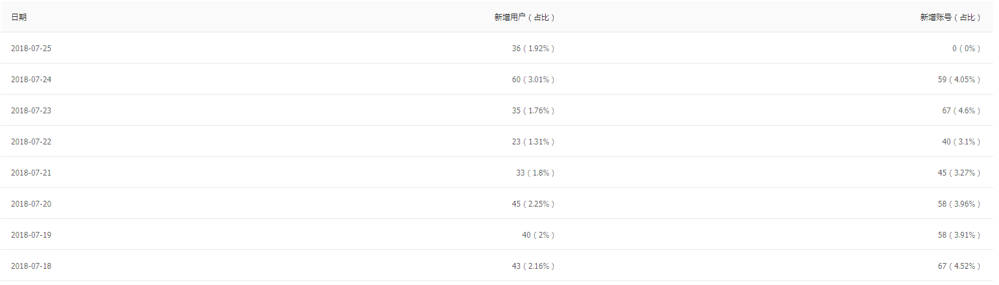 日期 新增用户 ( 占比 ) 新增账号 ( 占比 )
2018-07-25 36 ( 1.92% ) 0 ( 0% )
2018-07-24 60 ( 3.01% ) 59 ( 4.05% )
2018-07-23 35 ( 1.76% ) 67 ( 4.6% )
2018-07-22 23 ( 1.31% ) 40 ( 3.1% )
2018-07-21 33 ( 1.8% ) 45 ( 3.27% )
2018-07-20 45 ( 2.25% ) 58 ( 3.96% )
2018-07-19 40 ( 2% ) 58 ( 3.91% )
2018-07-18 43 ( 2.16% ) 67 ( 4.52% )